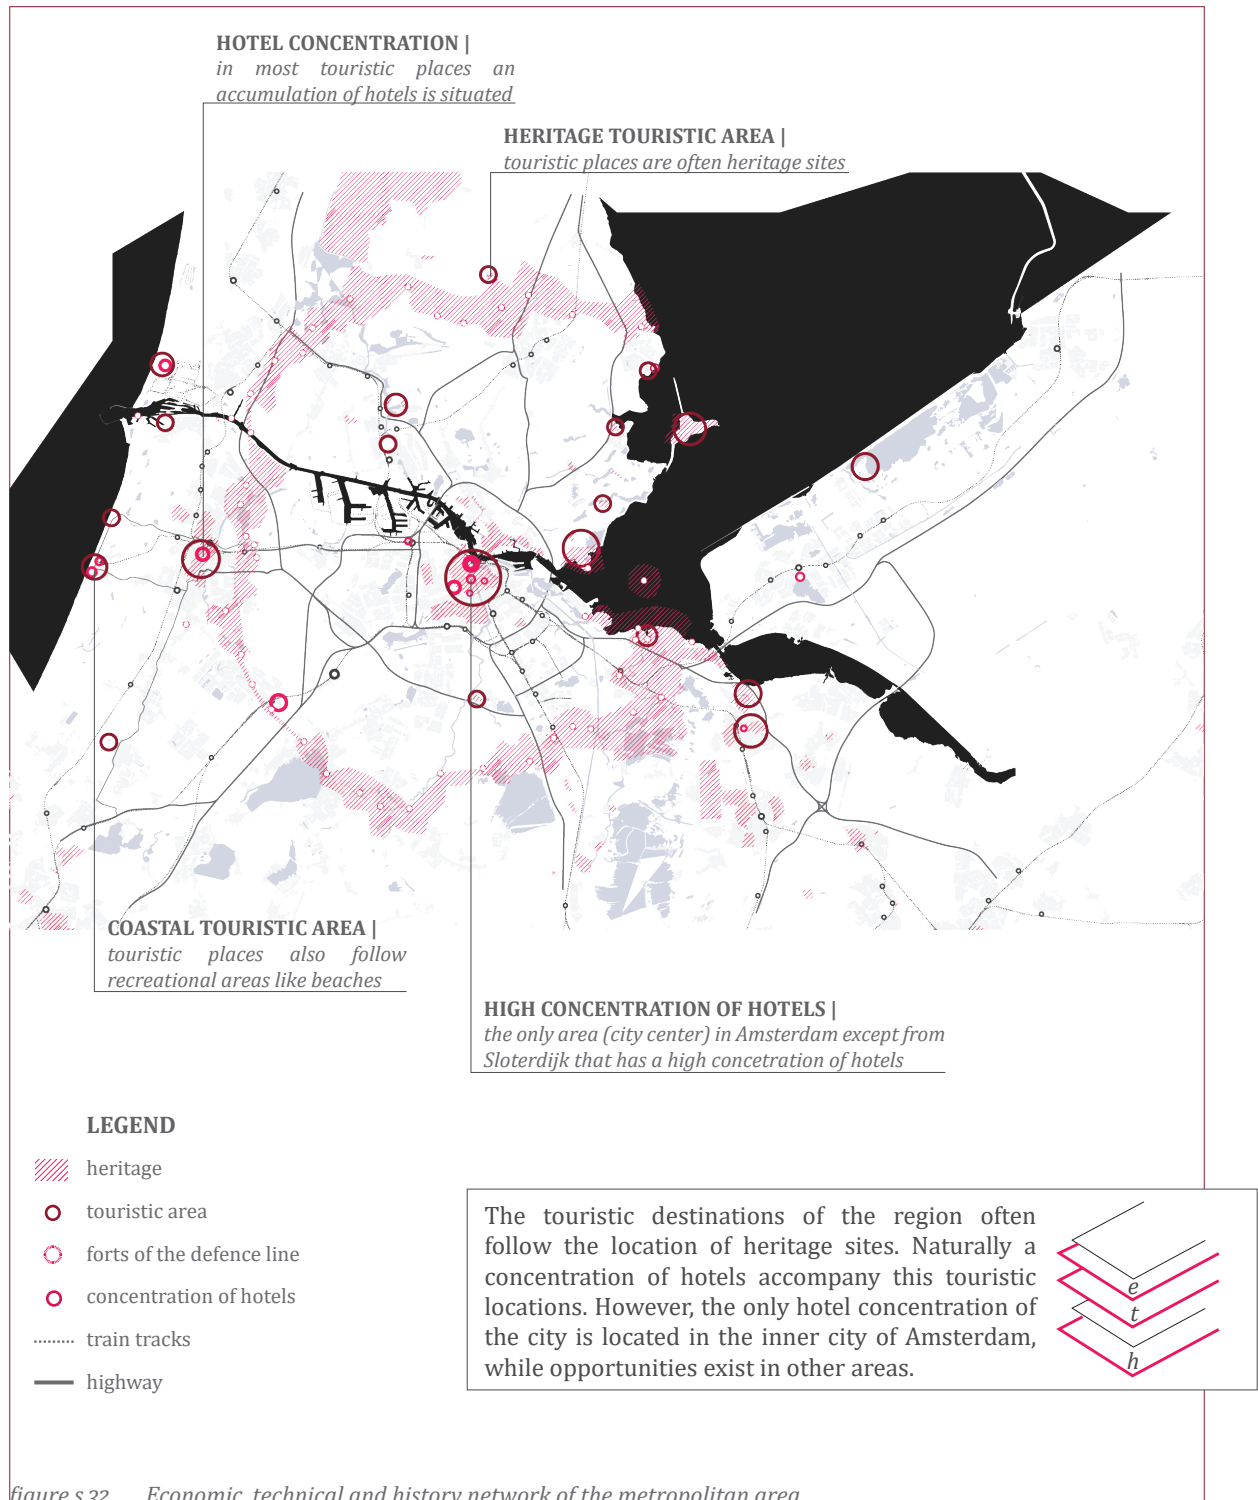 HOTEL CONCENTRATION |
in most touristic places an
accumulation of hotels is situated
HERITAGE TOURISTIC AREA |
touristic places are often heritage sites
COASTAL TOURISTIC AREA |
touristic places also follow
recreational areas like beaches
HIGH CONCENTRATION OF HOTELS |
the only area (city center) in Amsterdam except from
Sloterdijk that has a high concetration of hotels
LEGEND
heritage
touristic area
forts of the defence line
concentration of hotels
train tracks
highway
The touristic destinations of the region often
follow the location of heritage sites. Naturally a
concentration of hotels accompany this touristic
locations. However, the only hotel concentration of
the city is located in the inner city of Amsterdam,
while opportunities exist in other areas.
e
t
h
figure s.32 Economic, technical and history network of the metropolitan area